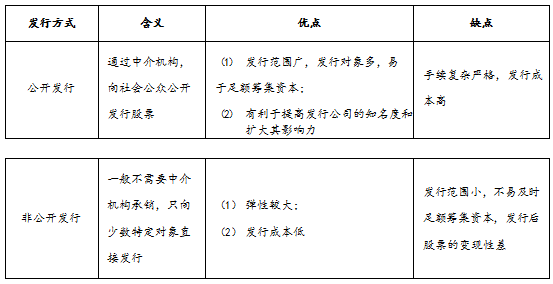 发行方式 含义 优点 缺点
公开发行
通过中介机构，
向社会公众公开
发行股票
（1） 发行范围广，发行对象多，易
于足额筹集资本；
（2） 有利于提高发行公司的知名度和
扩大其影响力
手续复杂严格，发行成
本高
非公开发行
一般不需要中介
机构承销，只向
少数特定对象直
接发行
（1） 弹性较大；
（2） 发行成本低
发行范围小，不易及时
足额筹集资本，发行后
股票的变现性差